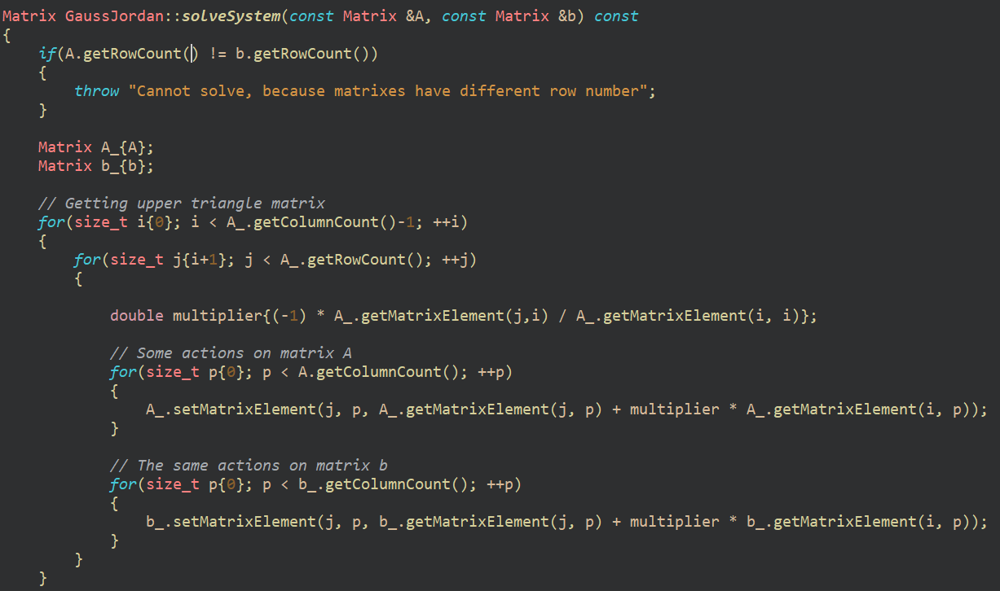 Matrix GaussJordan::solveSystem(const Matrix &A, const Matrix &b) const
{
    if(A.getRowCount() != b.getRowCount())
    {
        throw "Cannot solve, because matrixes have different row number";
    }

    Matrix A_{A};
    Matrix b_{b};

    // Getting upper triangle matrix
    for(size_t i{0}; i < A_.getColumnCount()-1; ++i)
    {
        for(size_t j{i+1}; j < A_.getRowCount(); ++j)
        {

            double multiplier{(-1) * A_.getMatrixElement(j,i) / A_.getMatrixElement(i, i)};

            // Some actions on matrix A
            for(size_t p{0}; p < A.getColumnCount(); ++p)
            {
                A_.setMatrixElement(j, p, A_.getMatrixElement(j, p) + multiplier * A_.getMatrixElement(i, p));
            }

            // The same actions on matrix b
            for(size_t p{0}; p < b_.getColumnCount(); ++p)
            {
                b_.setMatrixElement(j, p, b_.getMatrixElement(j, p) + multiplier * b_.getMatrixElement(i, p));
            }
        }
    }